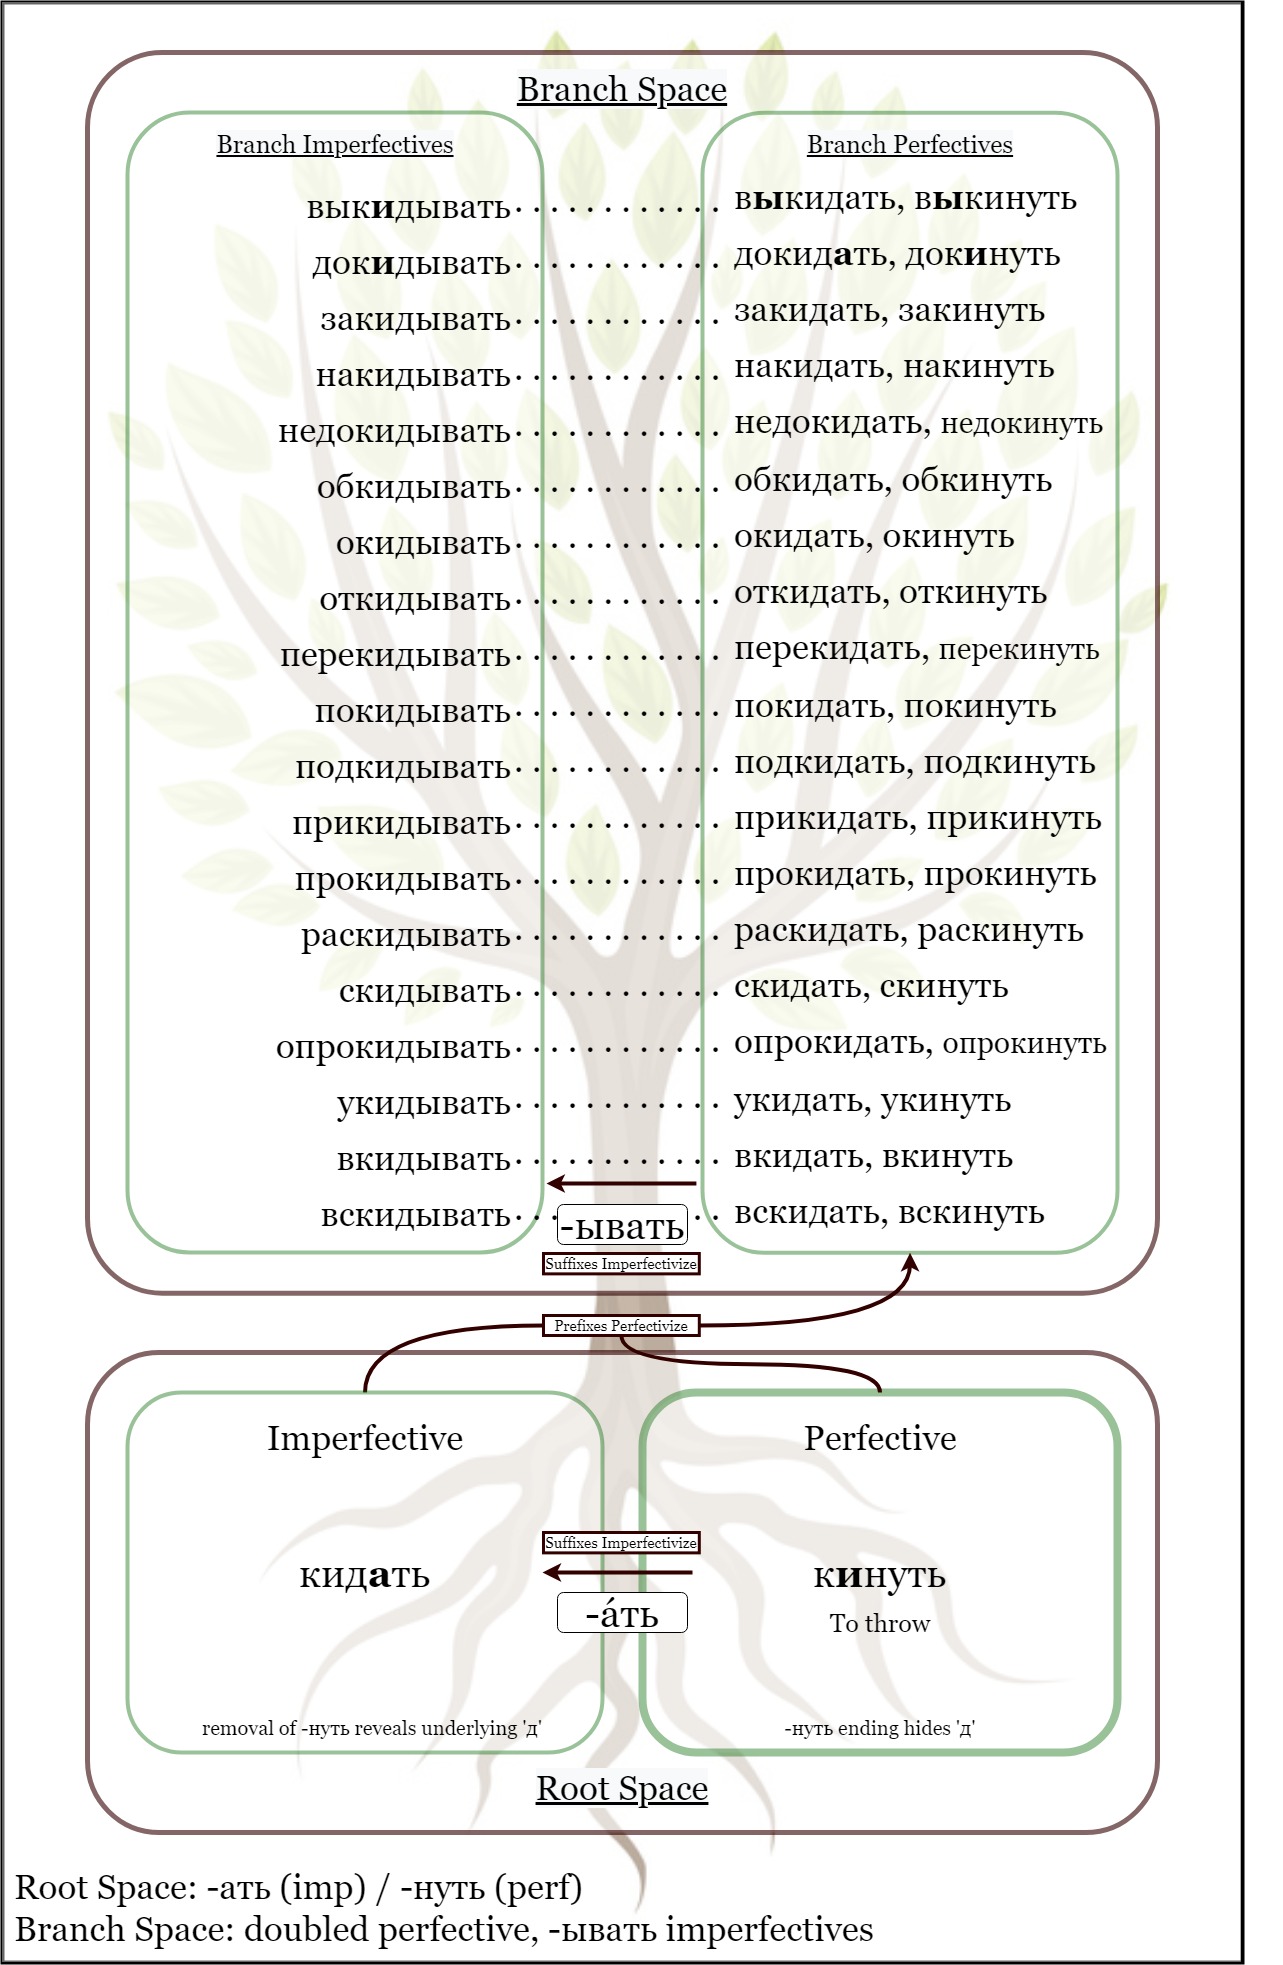 Branch Space
Branch Imperfectives
Branch Perfectives
выкидывать . . . . . . . . . . . . выкидать, выкинуть
докидывать . . . . . . . . . . . . докидать, докинуть
закидывать . . . . . . . . . . . . закидать, закинуть
накидывать . . . . . . . . . . . . накидать, накинуть
недокидывать . . . . . . . . . . . . недокидать, недокинуть
обкидывать . . . . . . . . . . . . обкидать, обкинуть
окидывать . . . . . . . . . . . . окидать, окинуть
откидывать . . . . . . . . . . . . откидать, откинуть
перекидывать . . . . . . . . . . . . перекидать, перекинуть
покидывать . . . . . . . . . . . . покидать, покинуть
подкидывать . . . . . . . . . . . . подкидать, подкинуть
прикидывать . . . . . . . . . . . . прикидать, прикинуть
прокидывать . . . . . . . . . . . . прокидать, прокинуть
раскидывать . . . . . . . . . . . . раскидать, раскинуть
скидывать . . . . . . . . . . . . скидать, скинуть
опрокидывать . . . . . . . . . . . . опрокидать, опрокинуть
укидывать . . . . . . . . . . . . укидать, укинуть
вкидывать . . . . . . . . . . . . вкидать, вкинуть
вскидывать . . . -ывать . . вскидать, вскинуть
Suffixes Imperfectivize
Prefixes Perfectivize
Imperfective
Perfective
Suffixes Imperfectivize
кидать
кинуть
-а́ть
To throw
removal of -нуть reveals underlying 'д'
-нуть ending hides 'д'
Root Space
Root Space: -ать (imp) / -нуть (perf)
Branch Space: doubled perfective, -ывать imperfectives